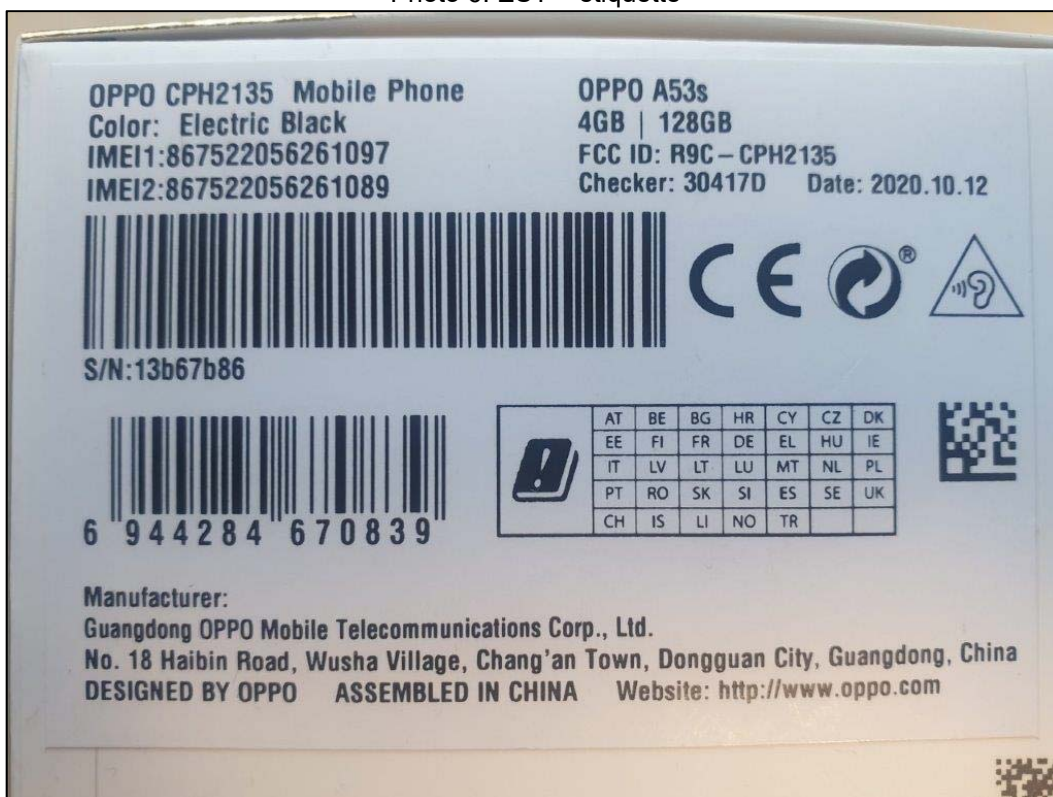 OPPO CPH2135 Mobile Phone
Color: Electric Black
IMEI1:867522056261097
IMEI2:867522056261089
OPPO A53s
4GB | 128GB
FCC ID: R9C-CPH2135
Checker: 30417D Date: 2020.10.12
CE
®
S/N:13b67b86
AT BE BG HR CY CZ DK
EE FI FR DE EL HU IE
IT LV LT LU MT NL PL
PT RO SK SI ES SE UK
CH IS LI NO TR
6 944284 670839
Manufacturer:
Guangdong OPPO Mobile Telecommunications Corp., Ltd.
No. 18 Haibin Road, Wusha Village, Chang'an Town, Dongguan City, Guangdong, China
DESIGNED BY OPPO ASSEMBLED IN CHINA Website: http://www.oppo.com